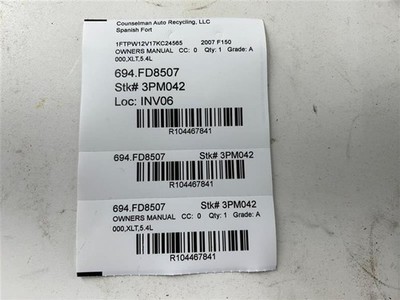 Counselman Auto Recycling, LLC
Spanish Fort
1FTPW12V17KC24565 2007 F150
OWNERS MANUAL CC: 0 Qty: 1 Grade: A
000,XLT,5.4L
694.FD8507
Stk# 3PM042
Loc: INV06
R104467841
694.FD8507 Stk# 3PM042
R104467841
694.FD8507 Stk# 3PM042
OWNERS MANUAL CC: 0 Qty: 1 Grade: A
000,XLT,5.4L
R104467841